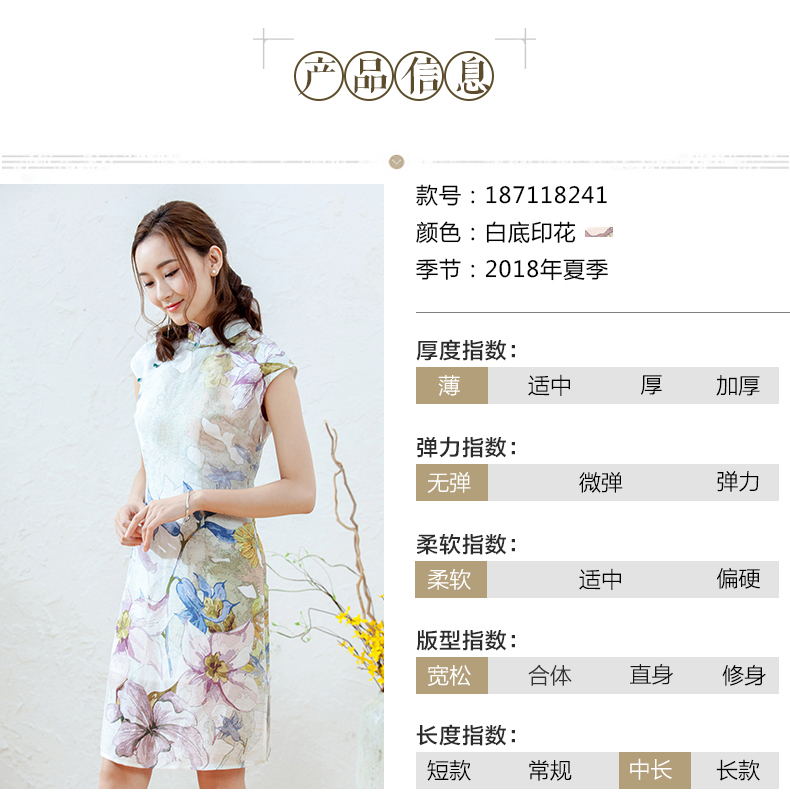 产品信息
款号：187118241
颜色：白底印花
季节：2018年夏季
厚度指数：
薄 适中 厚 加厚
弹力指数：
无弹 微弹 弹力
柔软指数：
柔软 适中 偏硬
版型指数：
宽松 合体 直身 修身
长度指数：
短款 常规 中长 长款